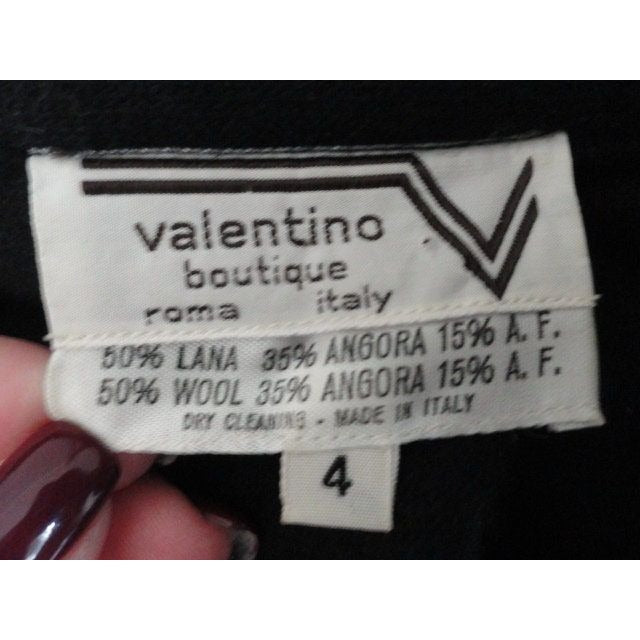 valentino
boutique
roma italy
50% LANA 35% ANGORA 15% A. F.
50% WOOL 35% ANGORA 15% A. F.
DRY CLEANING - MADE IN ITALY
4